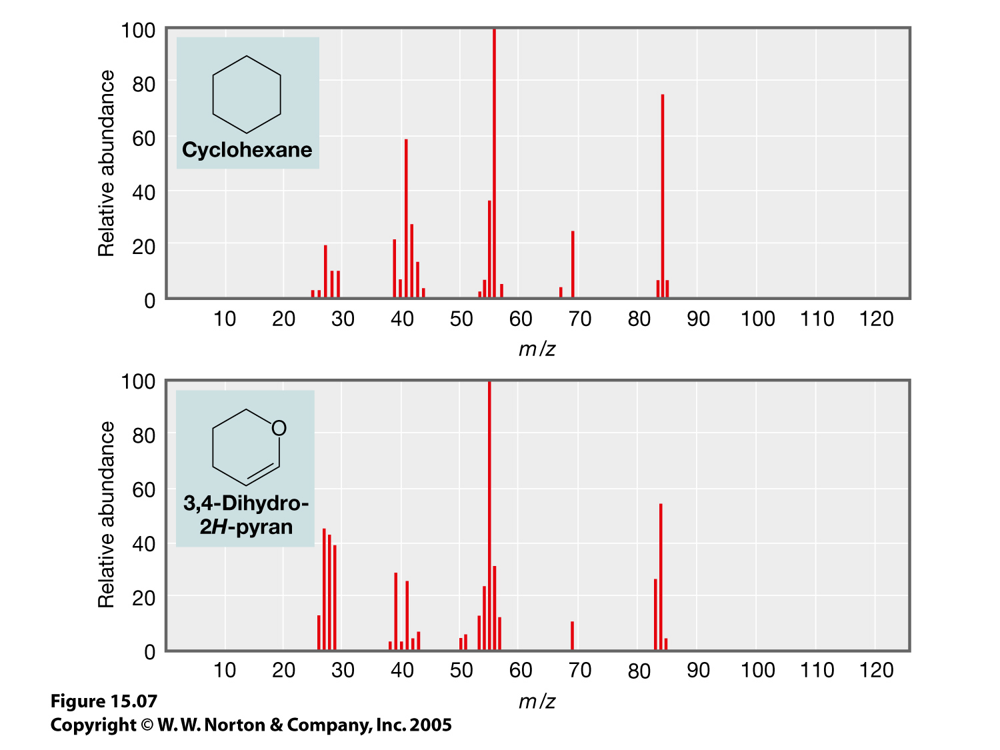 100
80
60
40
20
0
Relative abundance
Cyclohexane
10 20 30 40 50 60 70 80 90 100 110 120
m/z
100
80
60
40
20
0
Relative abundance
O
3,4-Dihydro-
2H-pyran
10 20 30 40 50 60 70 80 90 100 110 120
m/z
Figure 15.07
Copyright © W. W. Norton & Company, Inc. 2005